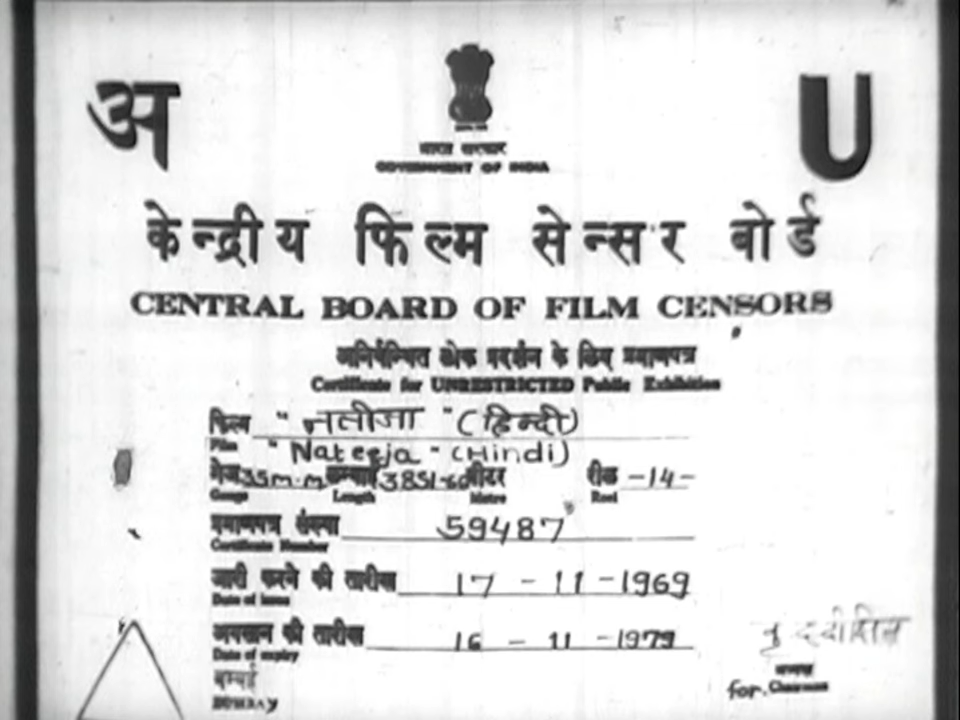 अ
U
भारत सरकार
GOVERNMENT OF INDIA
केन्द्रीय फिल्म सेन्सर बोर्ड
CENTRAL BOARD OF FILM CENSORS
अनिर्बन्धित लोक प्रदर्शन के लिए प्रमाणपत्र
Certificate for UNRESTRICTED Public Exhibition
फिल्म " नतीजा " (हिन्दी)
Film " Nateeja " (Hindi)
गेज 35m.m लम्बाई 3851.60 मीटर रील -14-
Gauge Length Metre Reel
प्रमाणपत्र संख्या 59487
Certificate Number
जारी करने की तारीख 17 - 11 - 1969
Date of issue
अवसान की तारीख 16 - 11 - 1979
Date of expiry
बम्बई
BOMBAY
अध्यक्ष
for. Chairman